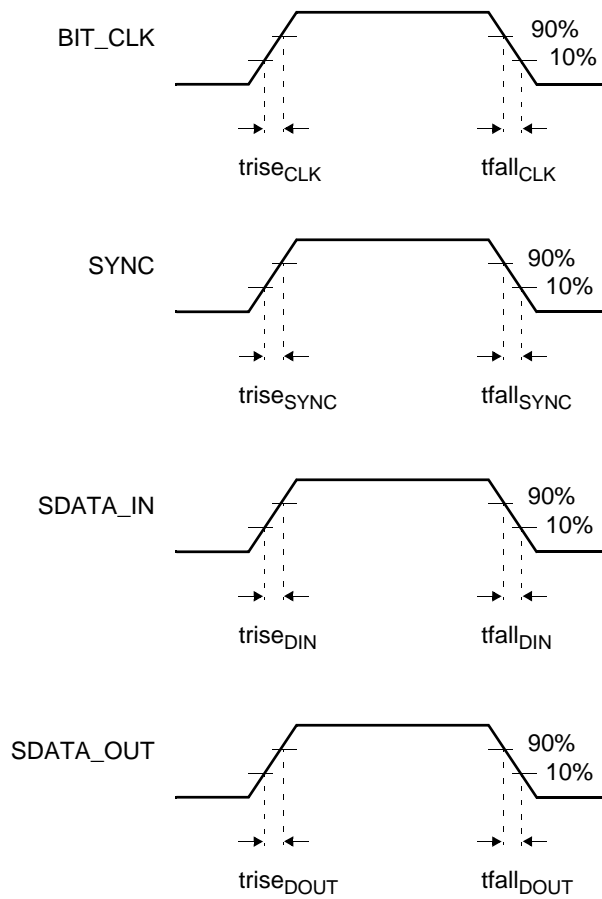 BIT_CLK
90%
10%
trise_CLK tfall_CLK
SYNC
90%
10%
trise_SYNC tfall_SYNC
SDATA_IN
90%
10%
trise_DIN tfall_DIN
SDATA_OUT
90%
10%
trise_DOUT tfall_DOUT